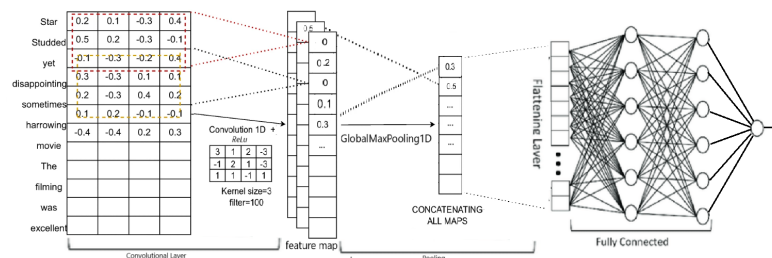 Star 0.2 0.1 -0.3 0.4
Studded 0.5 0.2 -0.3 -0.1
yet -0.1 -0.3 -0.2 0.4
disappointing 0.3 -0.3 0.1 0.1
sometimes 0.2 -0.3 0.4 0.2
harrowing 0.1 0.2 -0.1 -0.1
movie -0.4 -0.4 0.2 0.3
The
filming
was
excellent
Convolutional Layer
Convolution 1D +
ReLu
3 1 2 -3
-1 2 1 -3
1 1 -1 1
Kernel size=3
filter=100
0.5
0
0.2
0
0.1
0.3
...
feature map
GlobalMaxPooling1D
0.3
0.5
...
...
...
CONCATENATING
ALL MAPS
Pooling
Flattening Layer
Fully Connected